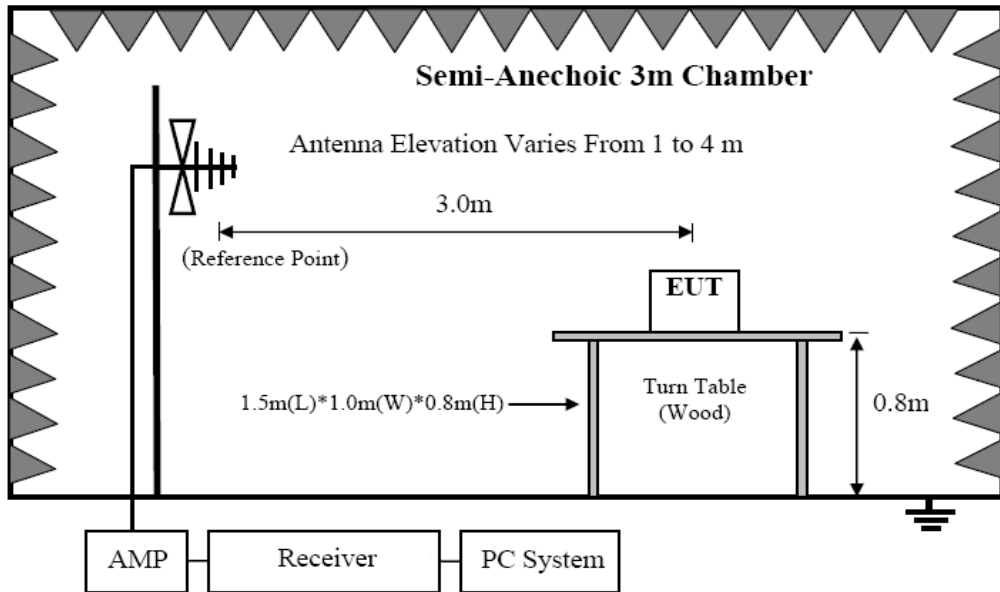 Semi-Anechoic 3m Chamber
Antenna Elevation Varies From 1 to 4 m
3.0m
(Reference Point)
EUT
1.5m(L)*1.0m(W)*0.8m(H)
Turn Table
(Wood)
0.8m
AMP
Receiver
PC System